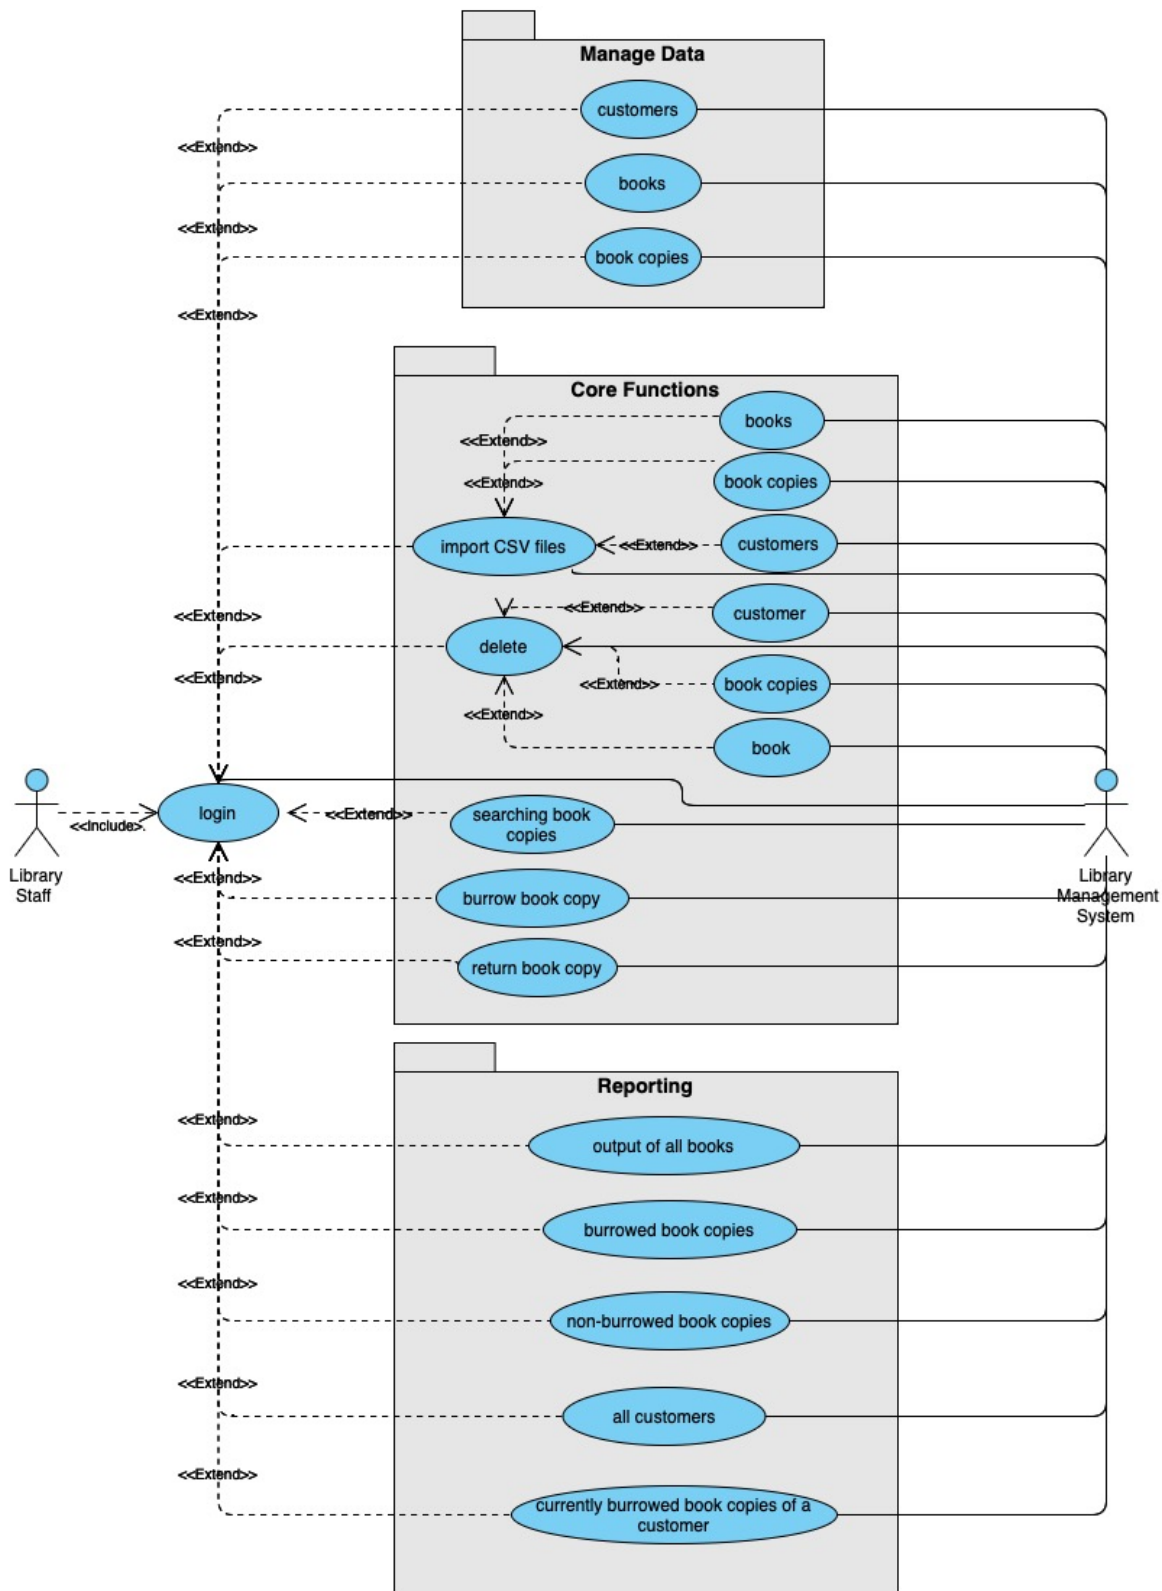 Manage Data
customers
<<Extend>>
books
<<Extend>>
book copies
<<Extend>>
Core Functions
books
<<Extend>>
book copies
<<Extend>>
import CSV files
<<Extend>>
customers
<<Extend>>
<<Extend>>
customer
delete
<<Extend>>
<<Extend>>
book copies
<<Extend>>
book
login
<<Include>.
Library
Staff
<<Extend>>
searching book
copies
Library
Management
System
<<Extend>>
burrow book copy
<<Extend>>
return book copy
Reporting
<<Extend>>
output of all books
<<Extend>>
burrowed book copies
<<Extend>>
non-burrowed book copies
<<Extend>>
all customers
<<Extend>>
currently burrowed book copies of a
customer